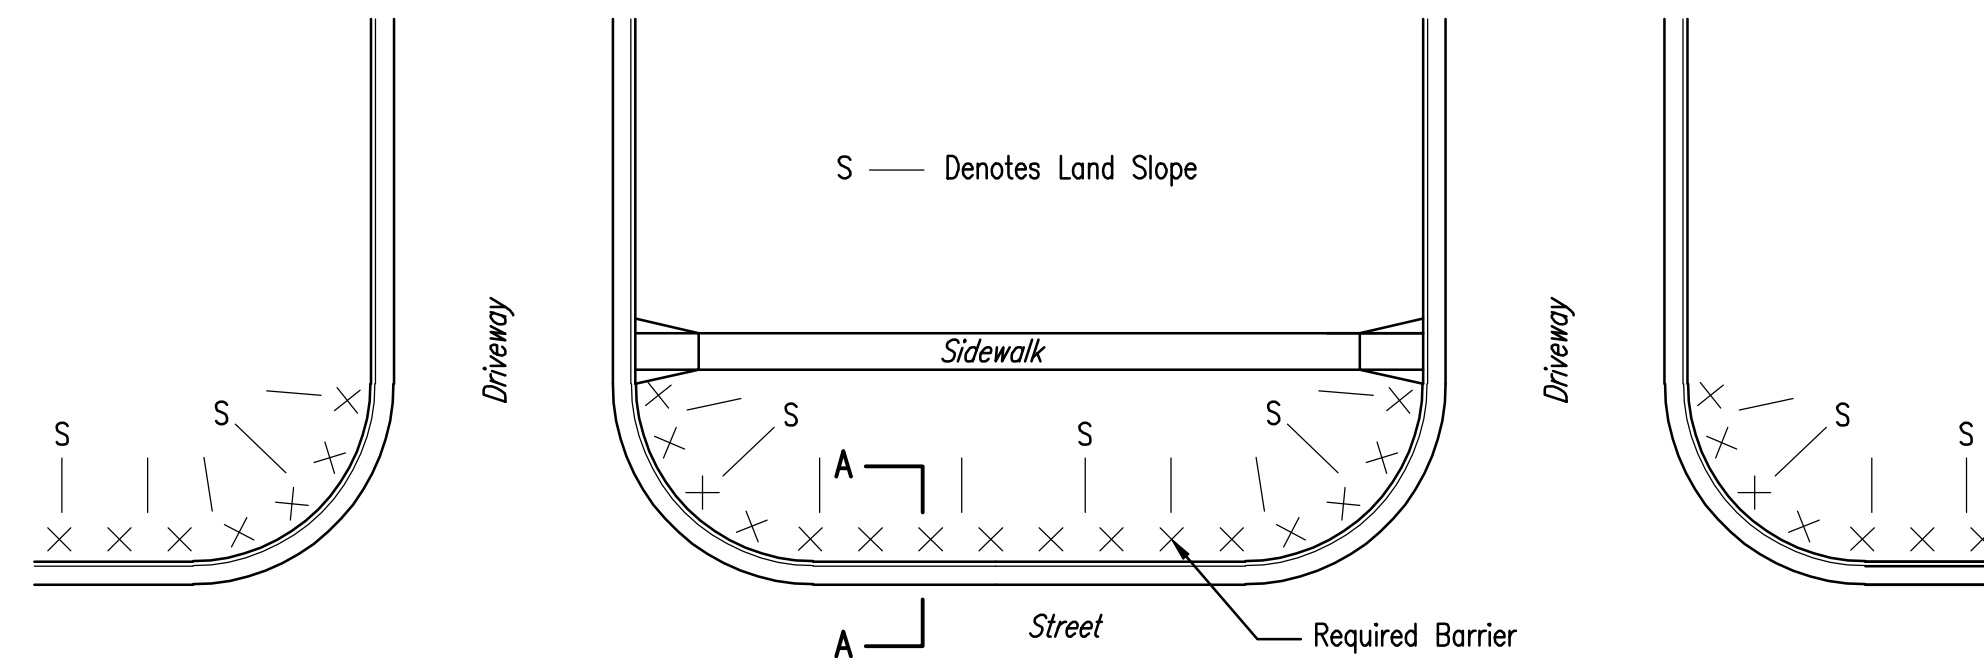 S — Denotes Land Slope
Driveway
Driveway
Sidewalk
S
S
S
S
S
S
S
A
A
Street
Required Barrier